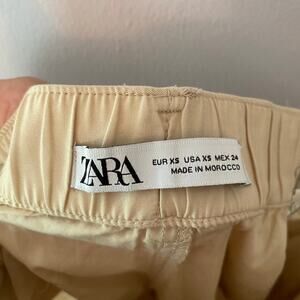 ZARA
EUR XS USA XS MEX 24
MADE IN MOROCCO